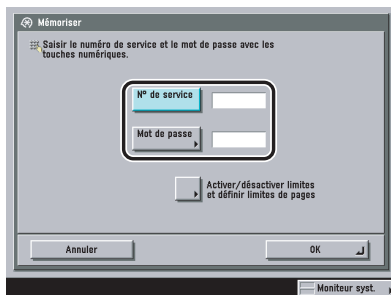 Mémoriser
Saisir le numéro de service et le mot de passe avec les
touches numériques.
N° de service
Mot de passe
Activer/désactiver limites
et définir limites de pages
Annuler
OK
Moniteur syst.